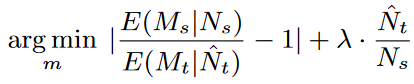 arg min_m |E(M_s|N_s)/E(M_t|N̂_t) − 1| + λ · N̂_t/N_s